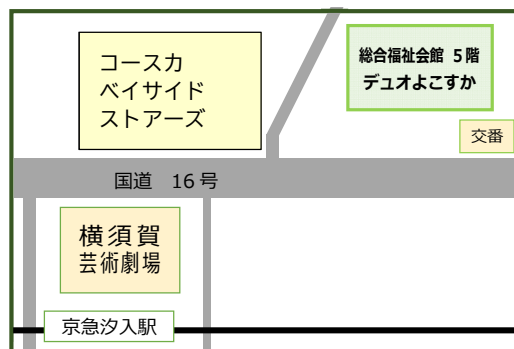 コースカ
ベイサイド
ストアーズ
総合福祉会館 5階
デュオよこすか
交番
国道 16号
横須賀
芸術劇場
京急汐入駅